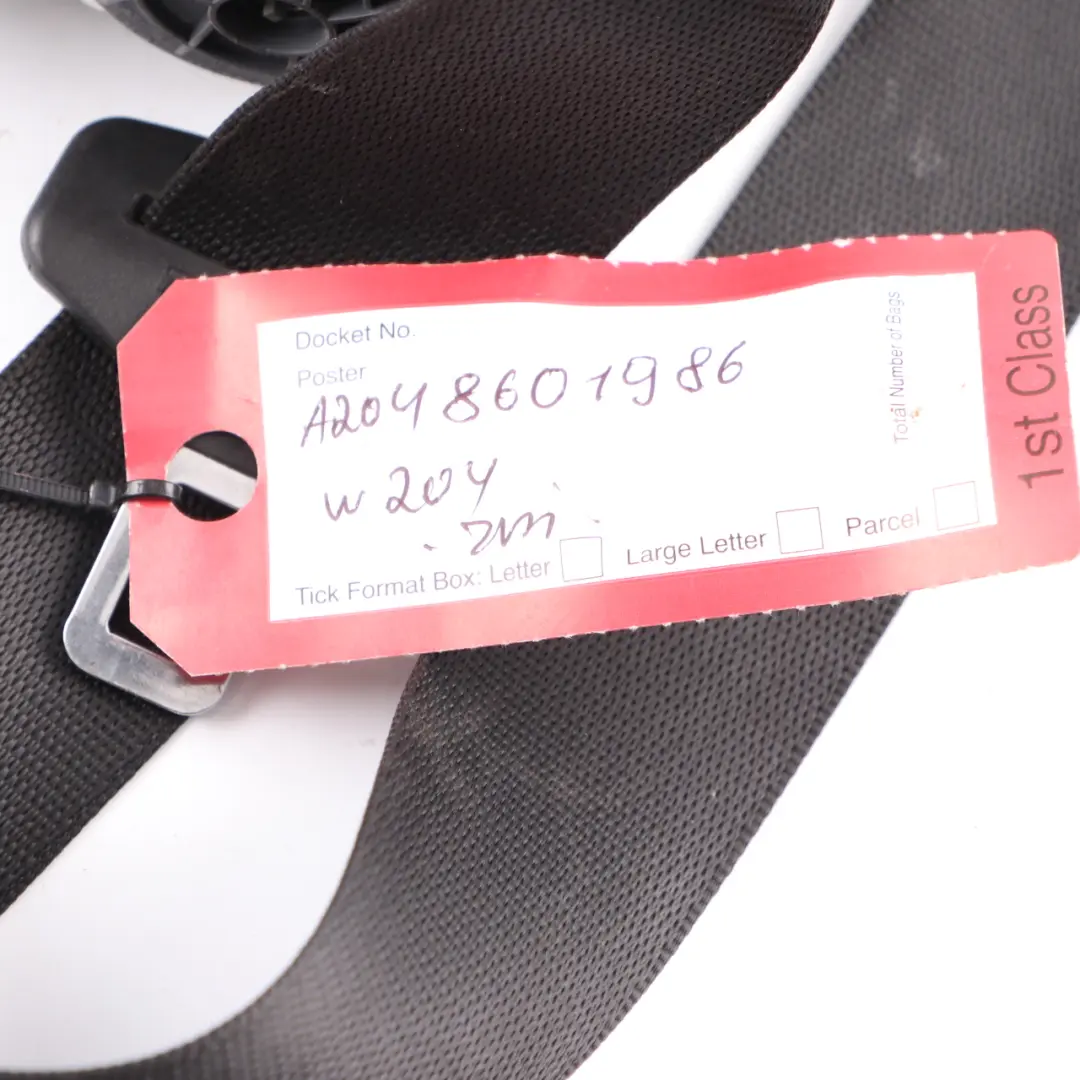 Docket No.
Poster
A2048601986
W204
Tick Format Box: Letter Large Letter Parcel
Total Number of Bags
1st Class